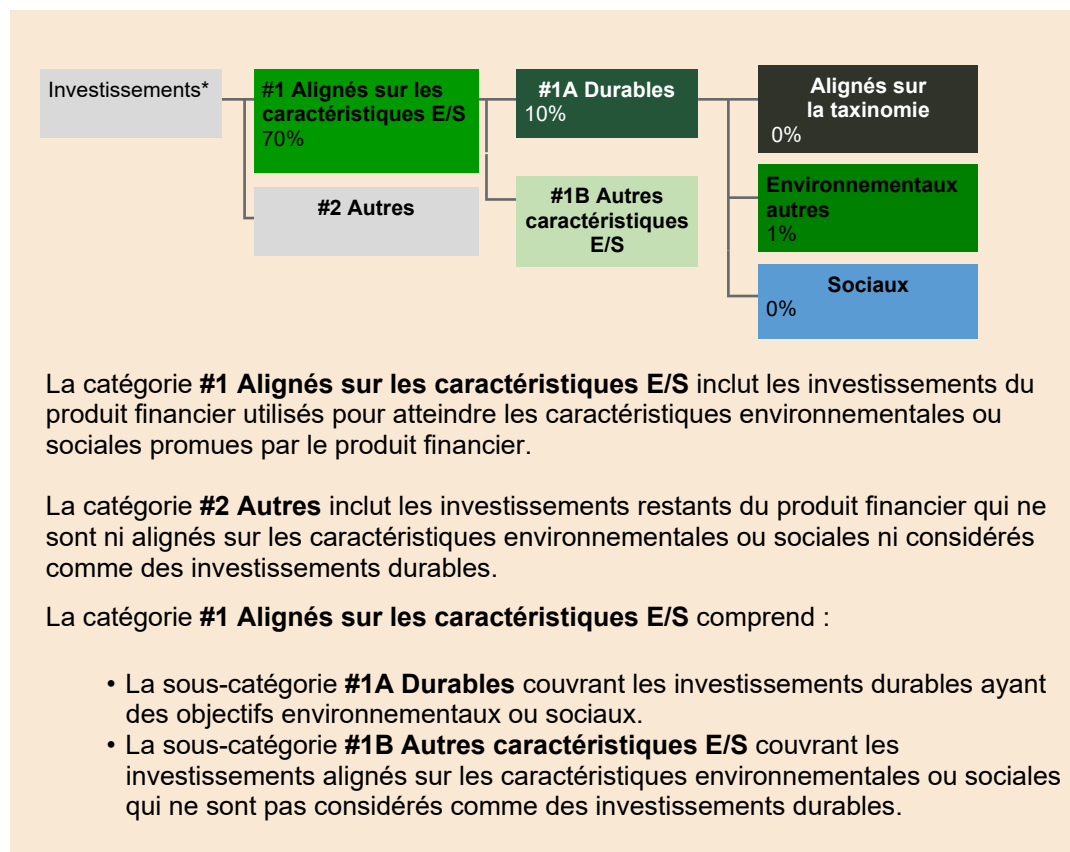 Investissements*
#1 Alignés sur les
caractéristiques E/S
70%
#2 Autres
#1A Durables
10%
#1B Autres
caractéristiques
E/S
Alignés sur
la taxinomie
0%
Environnementaux
autres
1%
Sociaux
0%
La catégorie #1 Alignés sur les caractéristiques E/S inclut les investissements du
produit financier utilisés pour atteindre les caractéristiques environnementales ou
sociales promues par le produit financier.
La catégorie #2 Autres inclut les investissements restants du produit financier qui ne
sont ni alignés sur les caractéristiques environnementales ou sociales ni considérés
comme des investissements durables.
La catégorie #1 Alignés sur les caractéristiques E/S comprend :
• La sous-catégorie #1A Durables couvrant les investissements durables ayant
des objectifs environnementaux ou sociaux.
• La sous-catégorie #1B Autres caractéristiques E/S couvrant les
investissements alignés sur les caractéristiques environnementales ou sociales
qui ne sont pas considérés comme des investissements durables.